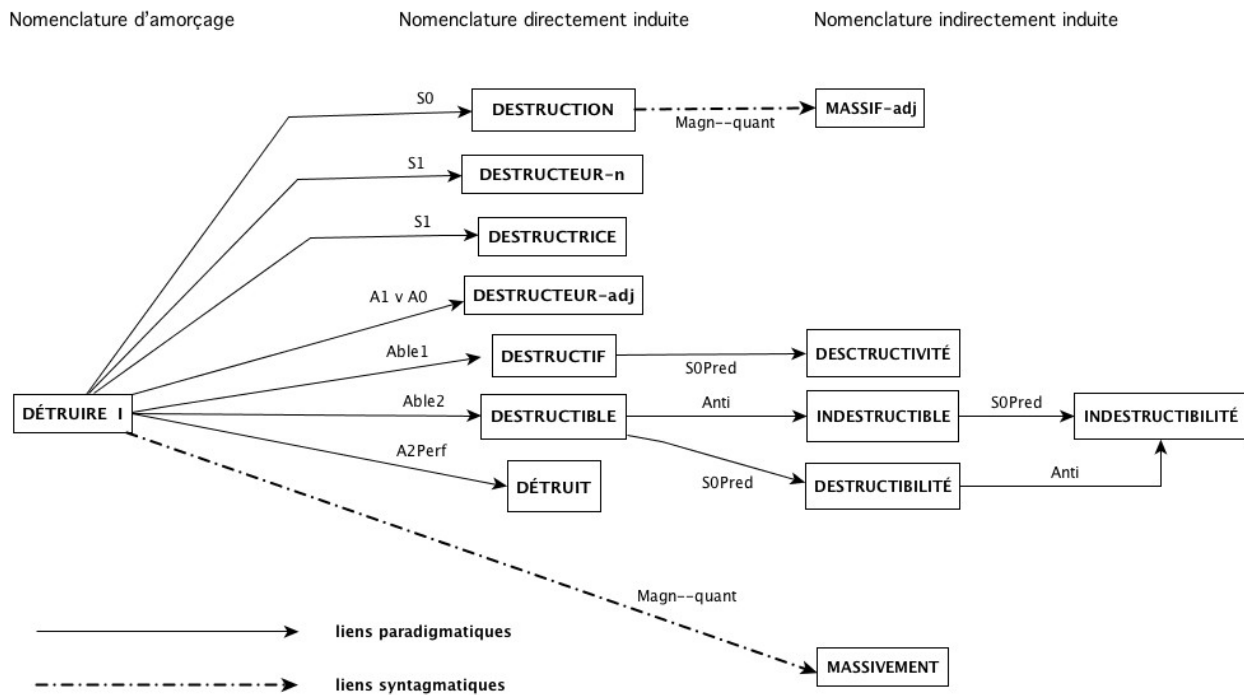 Nomenclature d'amorçage
Nomenclature directement induite
Nomenclature indirectement induite
S0
DESTRUCTION
Magn--quant
MASSIF-adj
S1
DESTRUCTEUR-n
S1
DESTRUCTRICE
A1 v A0
DESTRUCTEUR-adj
Able1
DESTRUCTIF
S0Pred
DESCTRUCTIVITÉ
DÉTRUIRE I
Able2
DESTRUCTIBLE
Anti
INDESTRUCTIBLE
S0Pred
INDESTRUCTIBILITÉ
A2Perf
DÉTRUIT
S0Pred
DESTRUCTIBILITÉ
Anti
Magn--quant
MASSIVEMENT
liens paradigmatiques
liens syntagmatiques